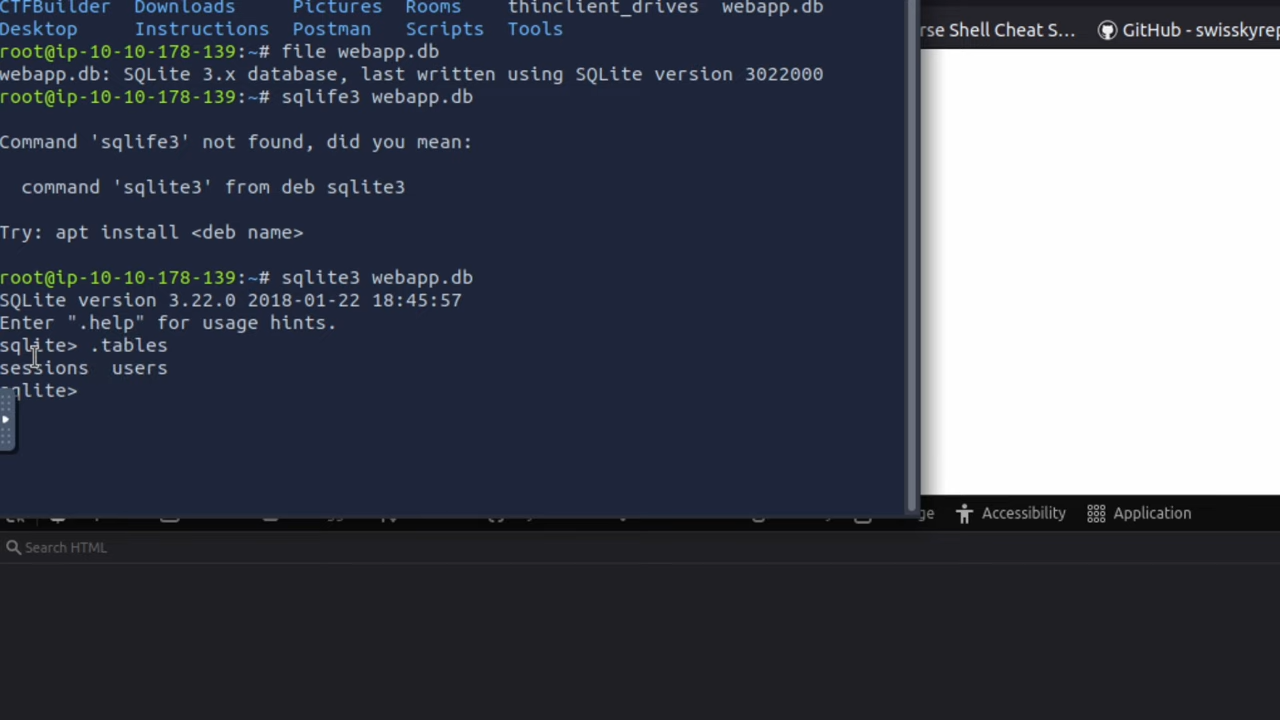 CTFBuilder Downloads Pictures Rooms thinclient_drives webapp.db
Desktop Instructions Postman Scripts Tools
rse Shell Cheat S... GitHub - swisskyrep
root@ip-10-10-178-139:~# file webapp.db
webapp.db: SQLite 3.x database, last written using SQLite version 3022000
root@ip-10-10-178-139:~# sqlife3 webapp.db
Command 'sqlife3' not found, did you mean:
command 'sqlite3' from deb sqlite3
Try: apt install <deb name>
root@ip-10-10-178-139:~# sqlite3 webapp.db
SQLite version 3.22.0 2018-01-22 18:45:57
Enter ".help" for usage hints.
sqlite> .tables
sessions users
sqlite>
ge Accessibility Application
Search HTML